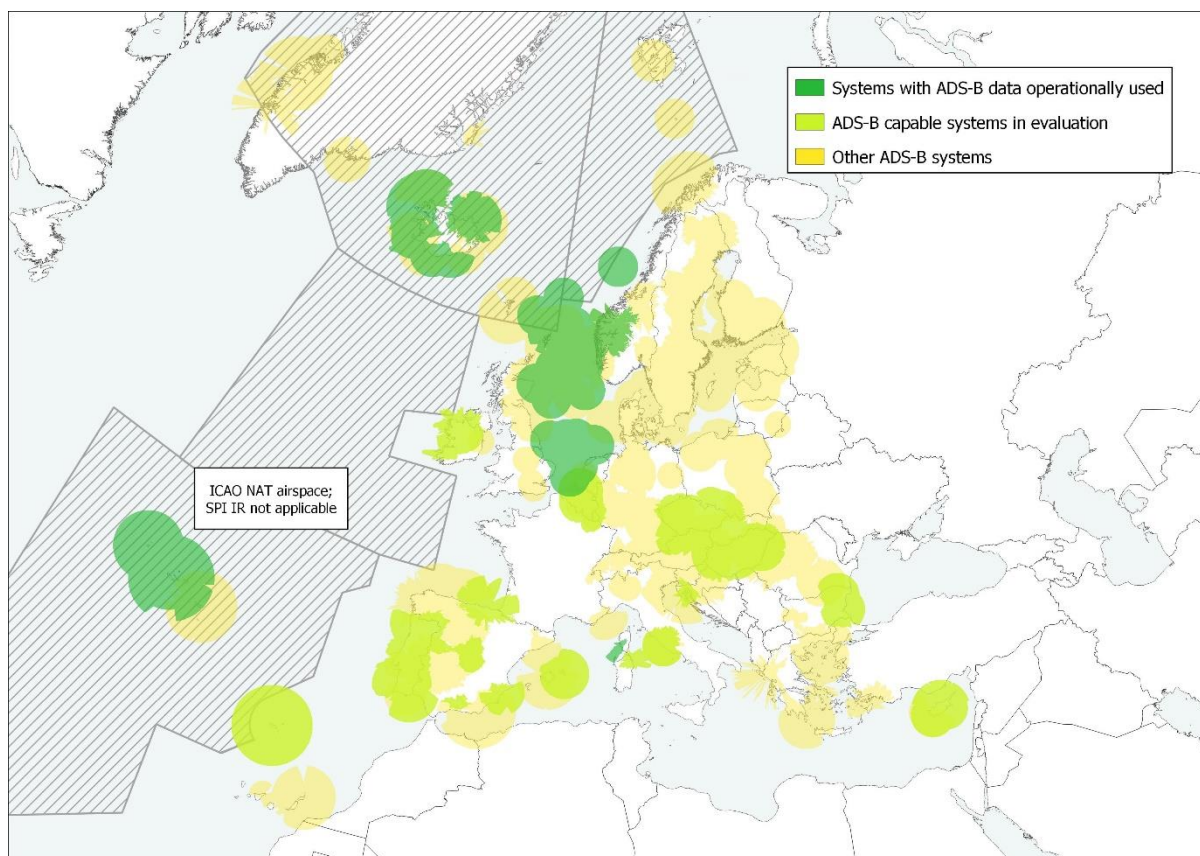 Systems with ADS-B data operationally used
ADS-B capable systems in evaluation
Other ADS-B systems
ICAO NAT airspace;
SPI IR not applicable